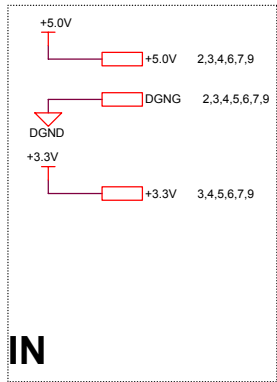 +5.0V
+5.0V 2,3,4,6,7,9
DGNG 2,3,4,5,6,7,9
DGND
+3.3V
+3.3V 3,4,5,6,7,9
IN